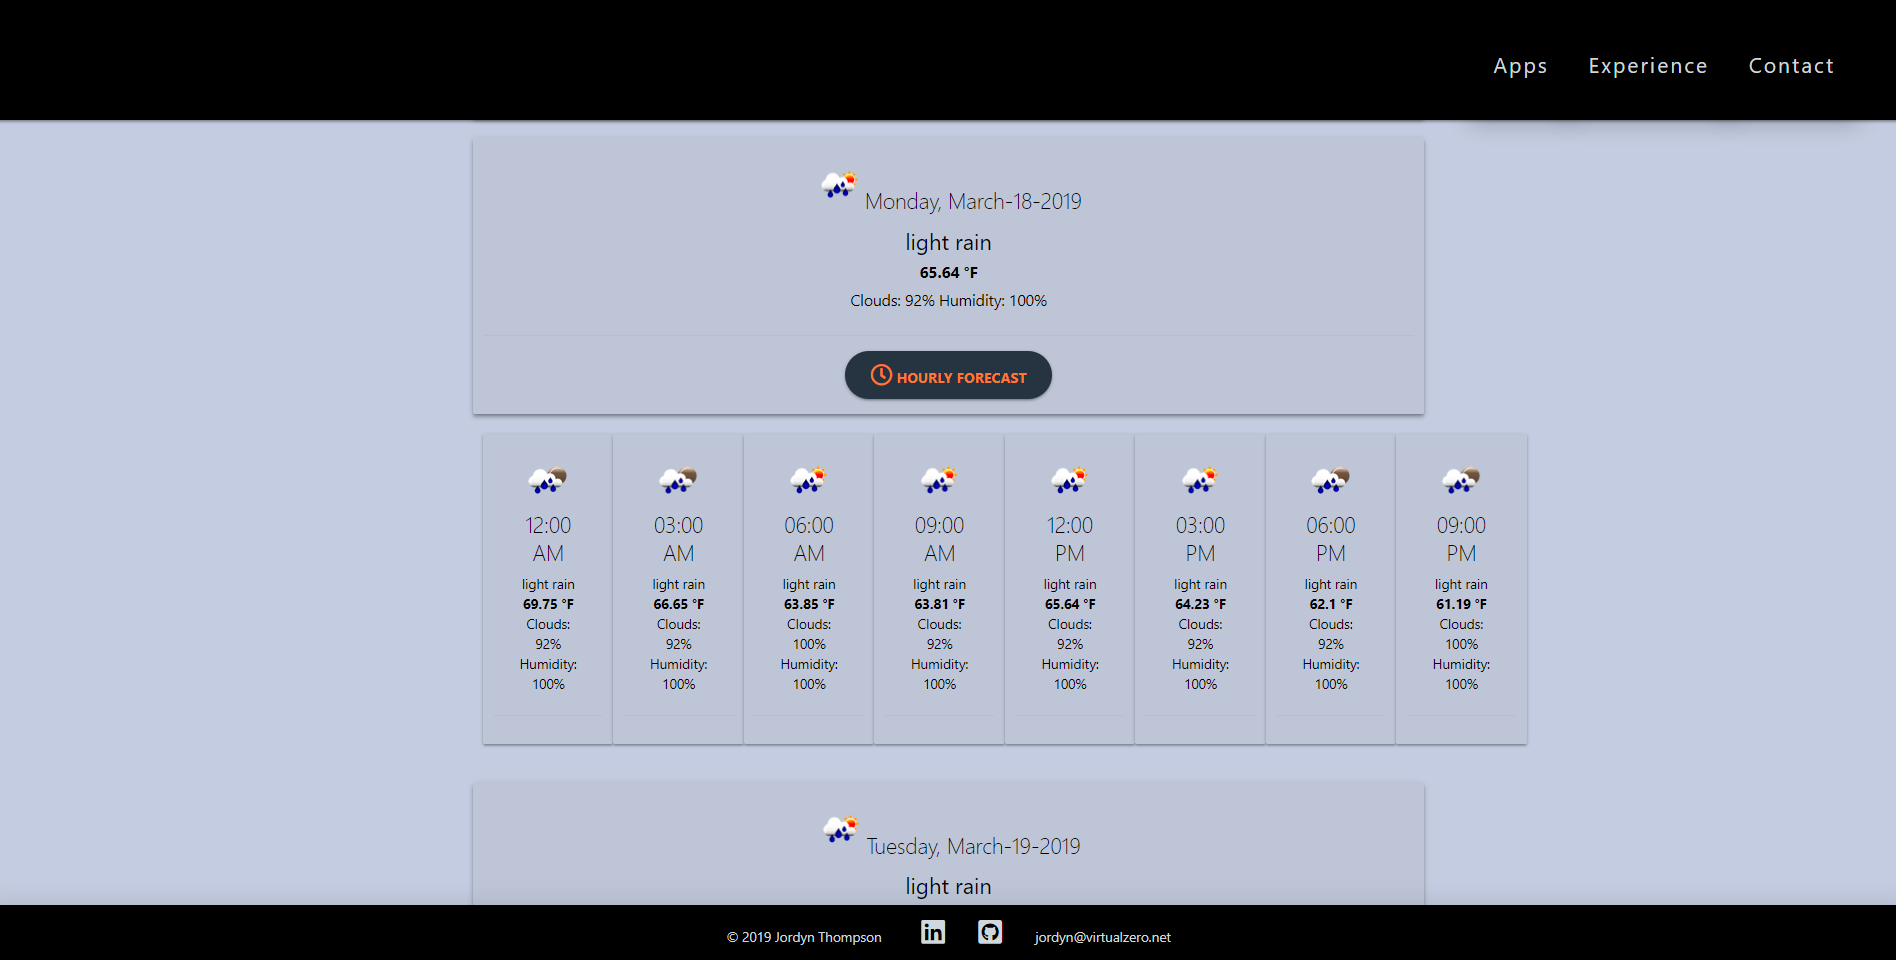 Apps Experience Contact
Monday, March-18-2019
light rain
65.64 °F
Clouds: 92% Humidity: 100%
HOURLY FORECAST
12:00
AM
light rain
69.75 °F
Clouds:
92%
Humidity:
100%
03:00
AM
light rain
66.65 °F
Clouds:
92%
Humidity:
100%
06:00
AM
light rain
63.85 °F
Clouds:
100%
Humidity:
100%
09:00
AM
light rain
63.81 °F
Clouds:
92%
Humidity:
100%
12:00
PM
light rain
65.64 °F
Clouds:
92%
Humidity:
100%
03:00
PM
light rain
64.23 °F
Clouds:
92%
Humidity:
100%
06:00
PM
light rain
62.1 °F
Clouds:
92%
Humidity:
100%
09:00
PM
light rain
61.19 °F
Clouds:
100%
Humidity:
100%
Tuesday, March-19-2019
light rain
© 2019 Jordyn Thompson in jordyn@virtualzero.net